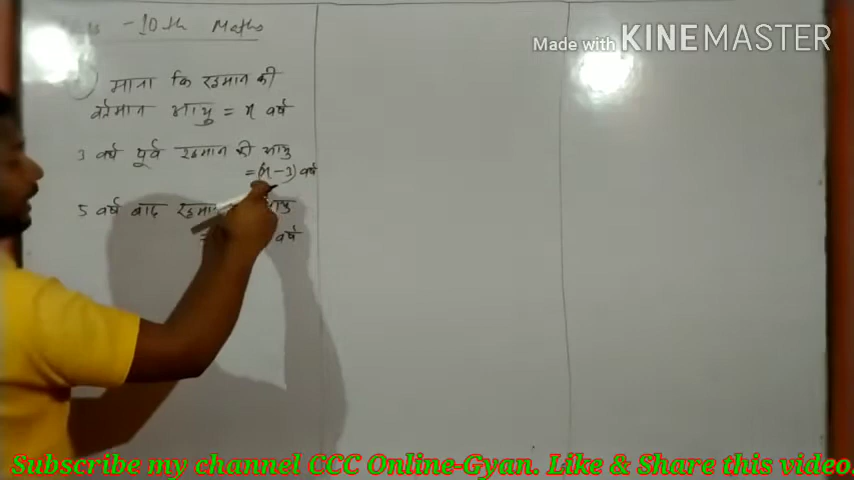 -10th Maths
Made with KINEMASTER
माना कि रहमान की
वर्तमान आयु = x वर्ष
3 वर्ष पूर्व रहमान की आयु
= (x - 3) वर्ष
5 वर्ष बाद रहमान
= वर्ष
Subscribe my channel CCC Online-Gyan. Like & Share this video.